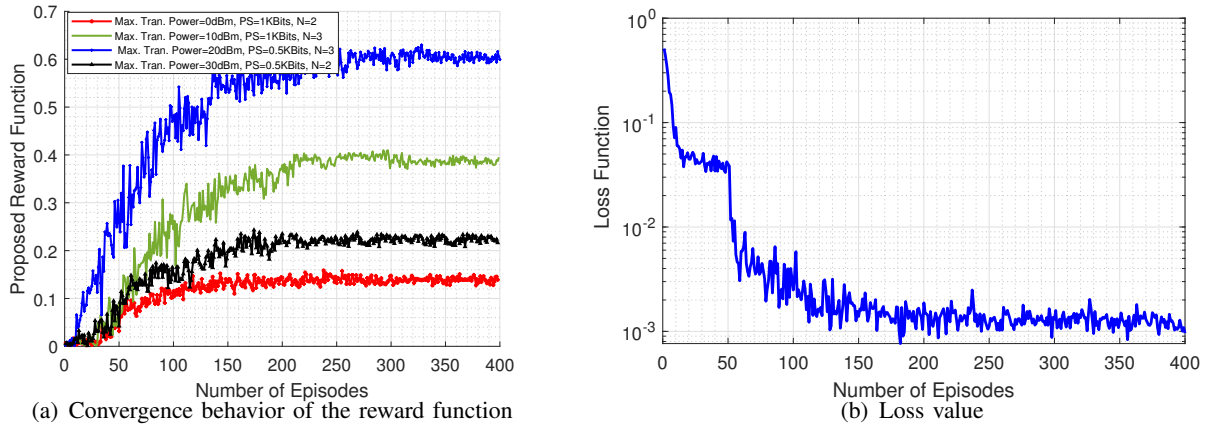 Max. Tran. Power=0dBm, PS=1KBits, N=2
Max. Tran. Power=10dBm, PS=1KBits, N=3
Max. Tran. Power=20dBm, PS=0.5KBits, N=3
Max. Tran. Power=30dBm, PS=0.5KBits, N=2
0.7
0.6
0.5
0.4
0.3
0.2
0.1
0
Proposed Reward Function
0 50 100 150 200 250 300 350 400
Number of Episodes
(a) Convergence behavior of the reward function
10^0
10^-1
10^-2
10^-3
Loss Function
0 50 100 150 200 250 300 350 400
Number of Episodes
(b) Loss value